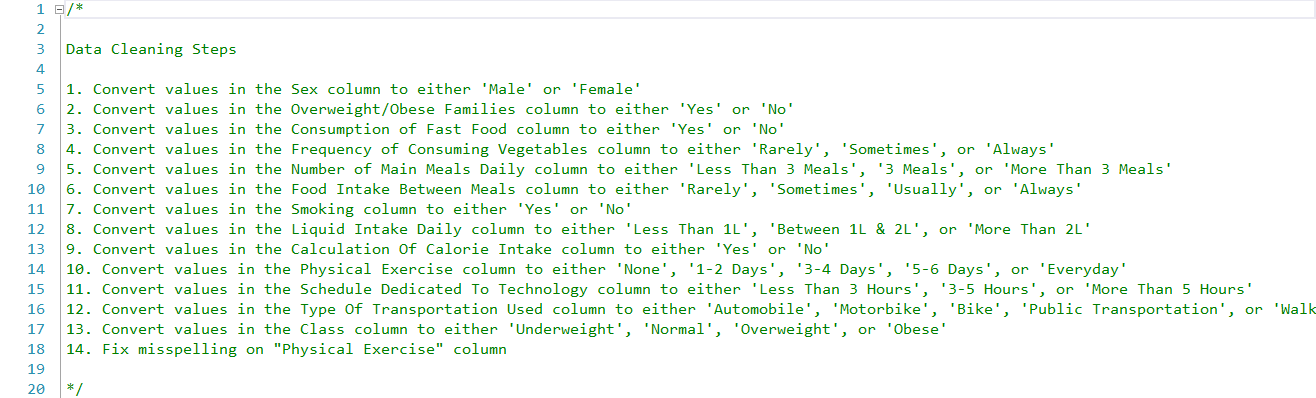 1 /*
2
3 Data Cleaning Steps
4
5 1. Convert values in the Sex column to either 'Male' or 'Female'
6 2. Convert values in the Overweight/Obese Families column to either 'Yes' or 'No'
7 3. Convert values in the Consumption of Fast Food column to either 'Yes' or 'No'
8 4. Convert values in the Frequency of Consuming Vegetables column to either 'Rarely', 'Sometimes', or 'Always'
9 5. Convert values in the Number of Main Meals Daily column to either 'Less Than 3 Meals', '3 Meals', or 'More Than 3 Meals'
10 6. Convert values in the Food Intake Between Meals column to either 'Rarely', 'Sometimes', 'Usually', or 'Always'
11 7. Convert values in the Smoking column to either 'Yes' or 'No'
12 8. Convert values in the Liquid Intake Daily column to either 'Less Than 1L', 'Between 1L & 2L', or 'More Than 2L'
13 9. Convert values in the Calculation Of Calorie Intake column to either 'Yes' or 'No'
14 10. Convert values in the Physical Exercise column to either 'None', '1-2 Days', '3-4 Days', '5-6 Days', or 'Everyday'
15 11. Convert values in the Schedule Dedicated To Technology column to either 'Less Than 3 Hours', '3-5 Hours', or 'More Than 5 Hours'
16 12. Convert values in the Type Of Transportation Used column to either 'Automobile', 'Motorbike', 'Bike', 'Public Transportation', or 'Walk
17 13. Convert values in the Class column to either 'Underweight', 'Normal', 'Overweight', or 'Obese'
18 14. Fix misspelling on "Physical Exercise" column
19
20 */